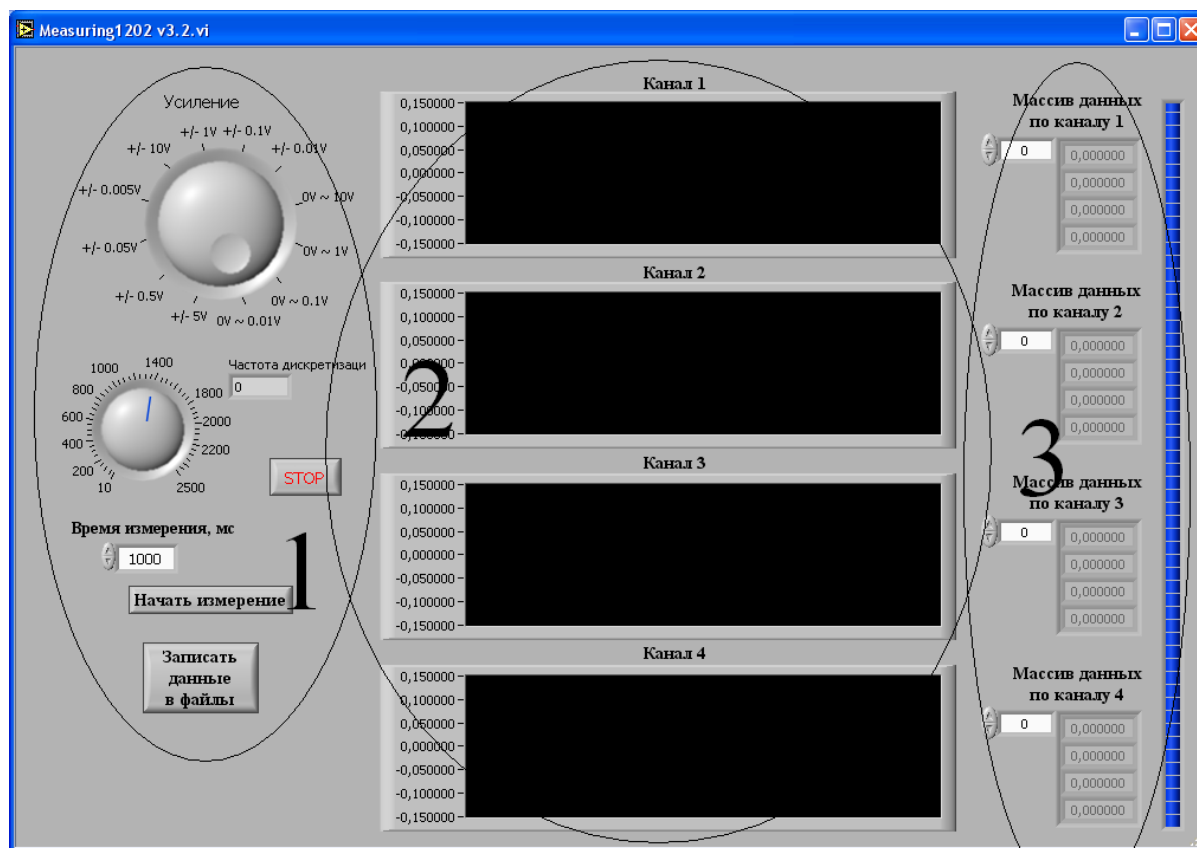 Measuring1202 v3.2.vi
Усиление
+/- 1V +/- 0.1V
+/- 10V
+/- 0.01V
+/- 0.005V
0V ~ 10V
+/- 0.05V
0V ~ 1V
+/- 0.5V
0V ~ 0.1V
+/- 5V
0V ~ 0.01V
Частота дискретизаци
0
1400
1000
800
1800
600
2000
400
2200
200
10
2500
STOP
Время измерения, мс
1000
1
Начать измерение
Записать
данные
в файлы
Канал 1
0,150000
0,100000
0,050000
0,000000
-0,050000
-0,100000
-0,150000
Канал 2
0,150000
0,100000
0,050000
0,000000
-0,050000
-0,100000
-0,150000
2
Канал 3
0,150000
0,100000
0,050000
0,000000
-0,050000
-0,100000
-0,150000
Канал 4
0,150000
0,100000
0,050000
0,000000
-0,050000
-0,100000
-0,150000
Массив данных
по каналу 1
0
0,000000
0,000000
0,000000
0,000000
Массив данных
по каналу 2
0
0,000000
0,000000
0,000000
0,000000
3
Массив данных
по каналу 3
0
0,000000
0,000000
0,000000
0,000000
Массив данных
по каналу 4
0
0,000000
0,000000
0,000000
0,000000